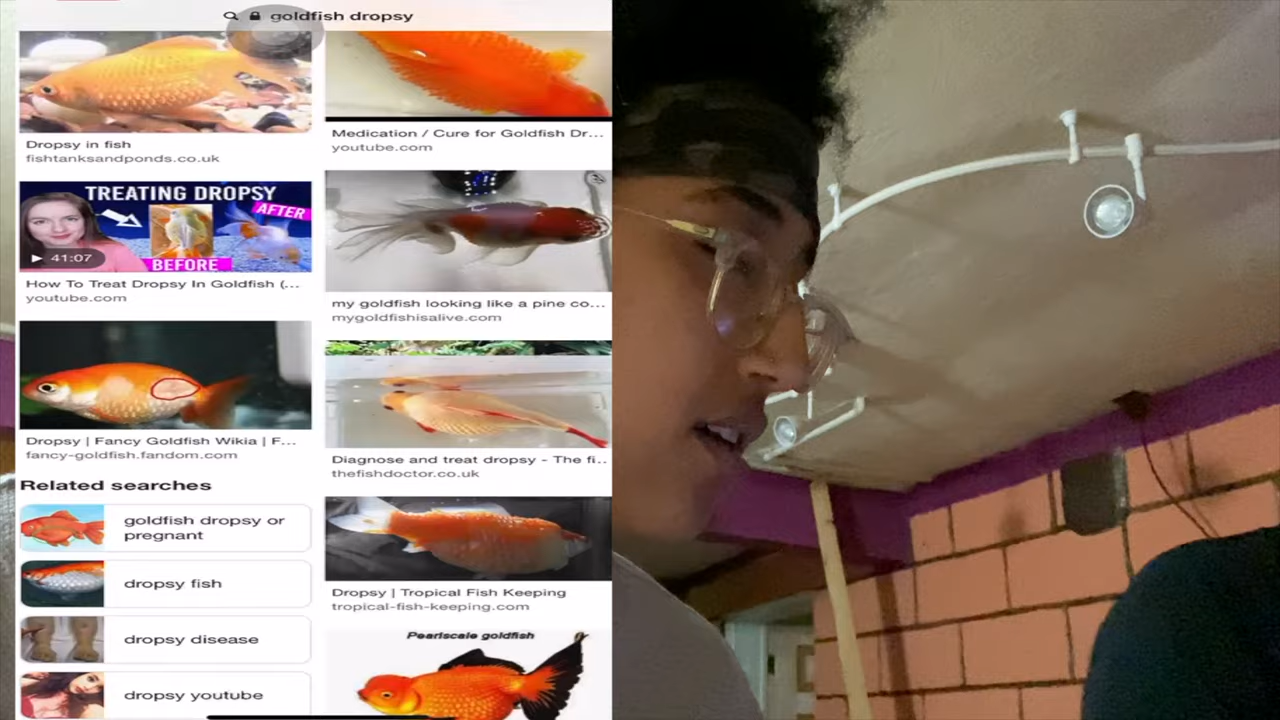 goldfish dropsy
Dropsy in fish
fishtanksandponds.co.uk
TREATING DROPSY
AFTER
BEFORE
41:07
How To Treat Dropsy In Goldfish (...
youtube.com
Dropsy | Fancy Goldfish Wikia | F...
fancy-goldfish.fandom.com
Related searches
goldfish dropsy or
pregnant
dropsy fish
dropsy disease
dropsy youtube
Medication / Cure for Goldfish Dr...
youtube.com
my goldfish looking like a pine co...
mygoldfishisalive.com
Diagnose and treat dropsy - The fi..
thefishdoctor.co.uk
Dropsy | Tropical Fish Keeping
tropical-fish-keeping.com
Pearlscale goldfish